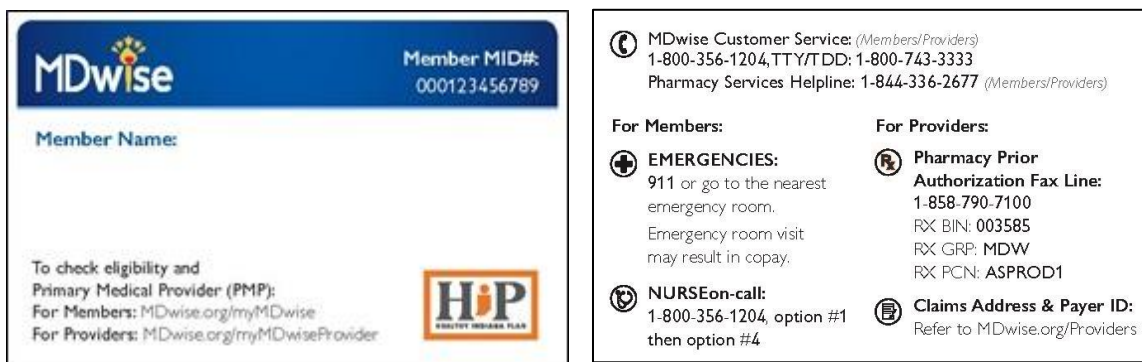 MDwise
Member MID#:
000123456789
Member Name:
To check eligibility and
Primary Medical Provider (PMP):
For Members: MDwise.org/myMDwise
For Providers: MDwise.org/myMDwiseProvider
HiP
HEALTHY INDIANA PLAN
MDwise Customer Service: (Members/Providers)
1-800-356-1204,TTY/TDD: 1-800-743-3333
Pharmacy Services Helpline: 1-844-336-2677 (Members/Providers)
For Members:
EMERGENCIES:
911 or go to the nearest
emergency room.
Emergency room visit
may result in copay.
NURSEon-call:
1-800-356-1204, option #1
then option #4
For Providers:
Rx
Pharmacy Prior
Authorization Fax Line:
1-858-790-7100
RX BIN: 003585
RX GRP: MDW
RX PCN: ASPROD1
Claims Address & Payer ID:
Refer to MDwise.org/Providers